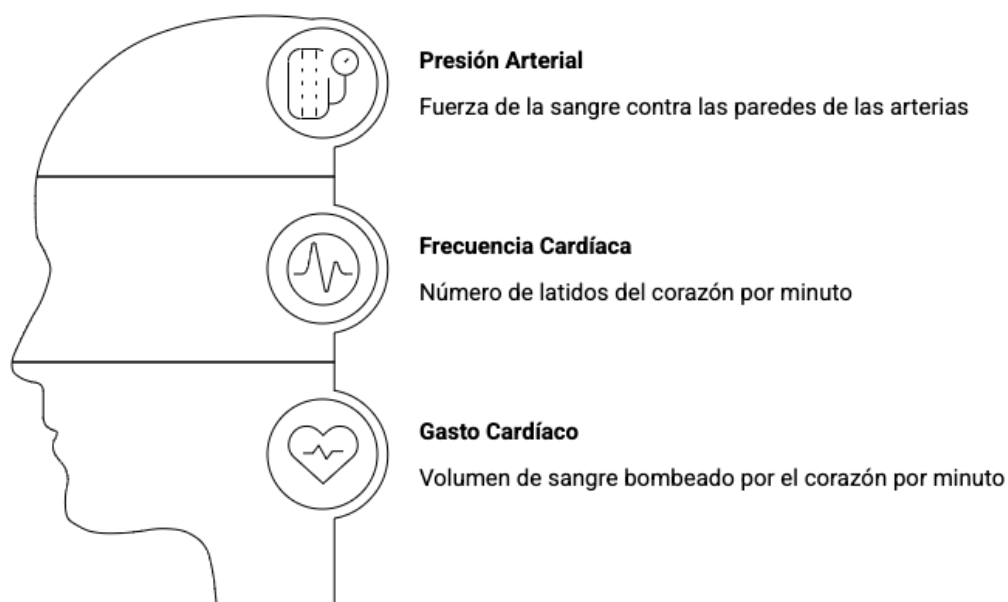 Presión Arterial
Fuerza de la sangre contra las paredes de las arterias
Frecuencia Cardíaca
Número de latidos del corazón por minuto
Gasto Cardíaco
Volumen de sangre bombeado por el corazón por minuto